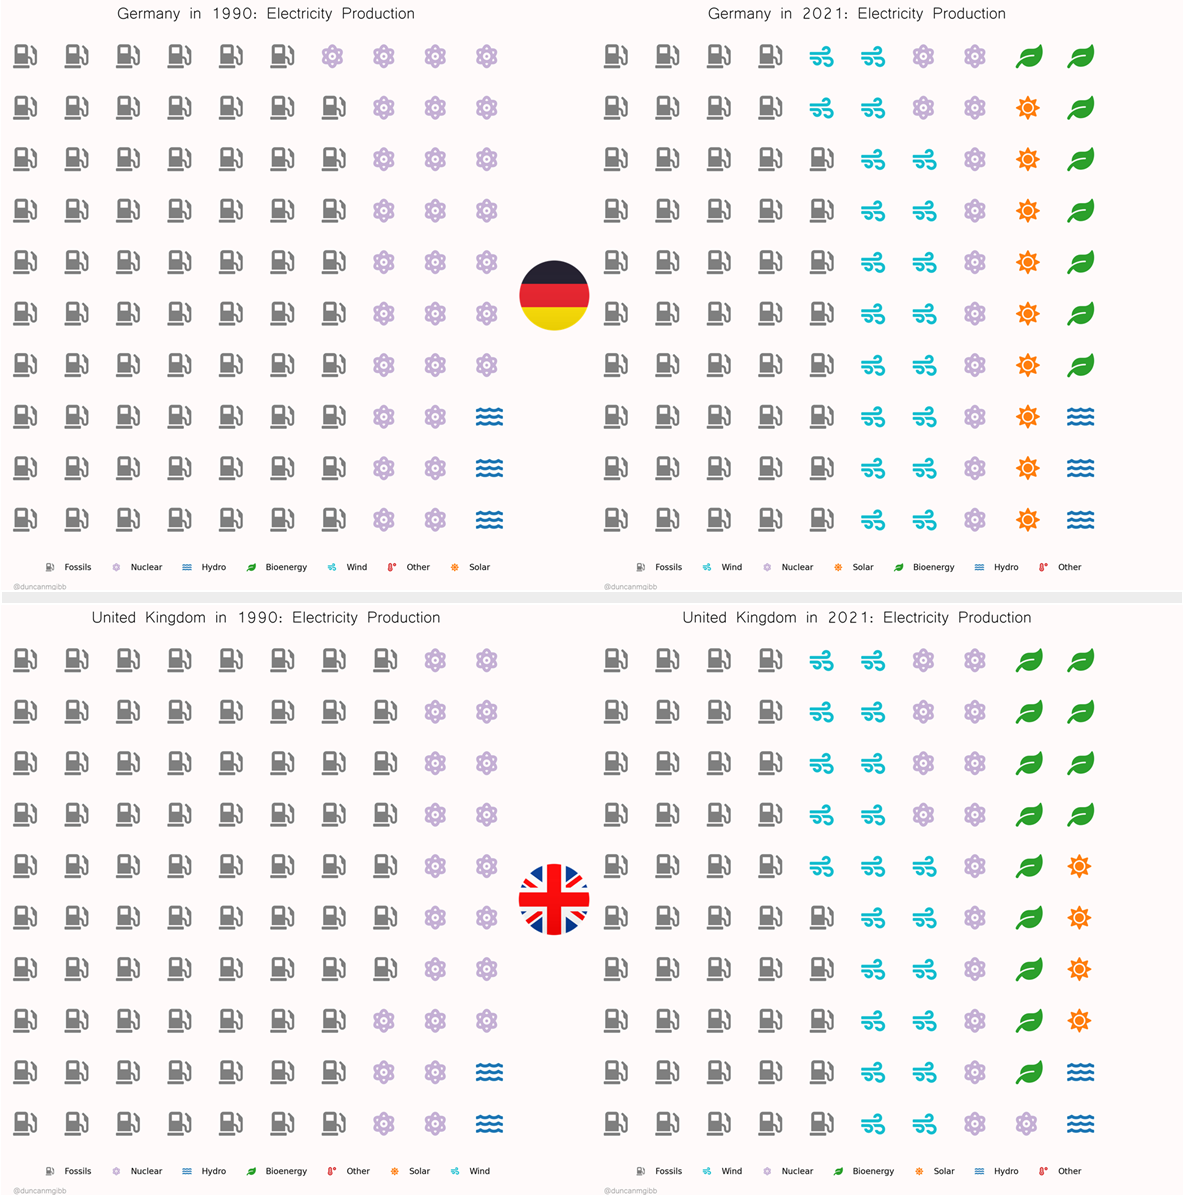 Germany in 1990: Electricity Production
Germany in 2021: Electricity Production
Fossils Nuclear Hydro Bioenergy Wind Other Solar
Fossils Wind Nuclear Solar Bioenergy Hydro Other
@duncanmgibb
@duncanmgibb
United Kingdom in 1990: Electricity Production
United Kingdom in 2021: Electricity Production
Fossils Nuclear Hydro Bioenergy Other Solar Wind
Fossils Wind Nuclear Bioenergy Solar Hydro Other
@duncanmgibb
@duncanmgibb